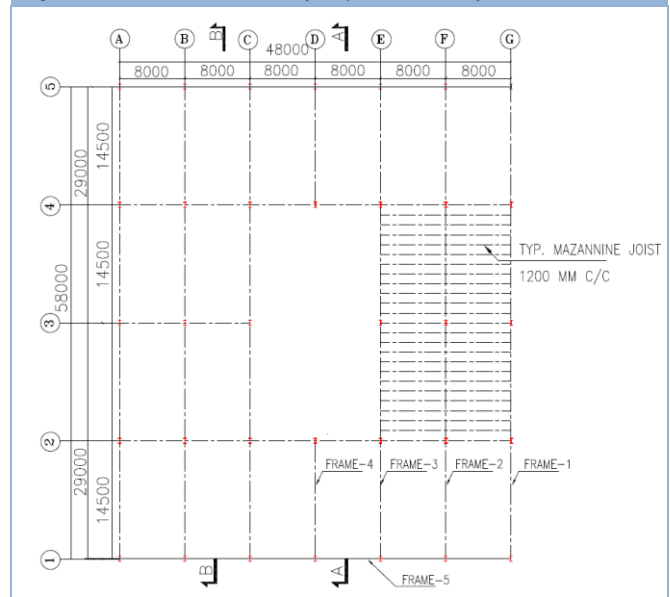 A B B C D A E F G
48000
8000 8000 8000 8000 8000 8000
5
14500
29000
4
14500
TYP. MAZANNINE JOIST
1200 MM C/C
58000
3
14500
2
FRAME-4 FRAME-3 FRAME-2 FRAME-1
29000
14500
1
B A
FRAME-5